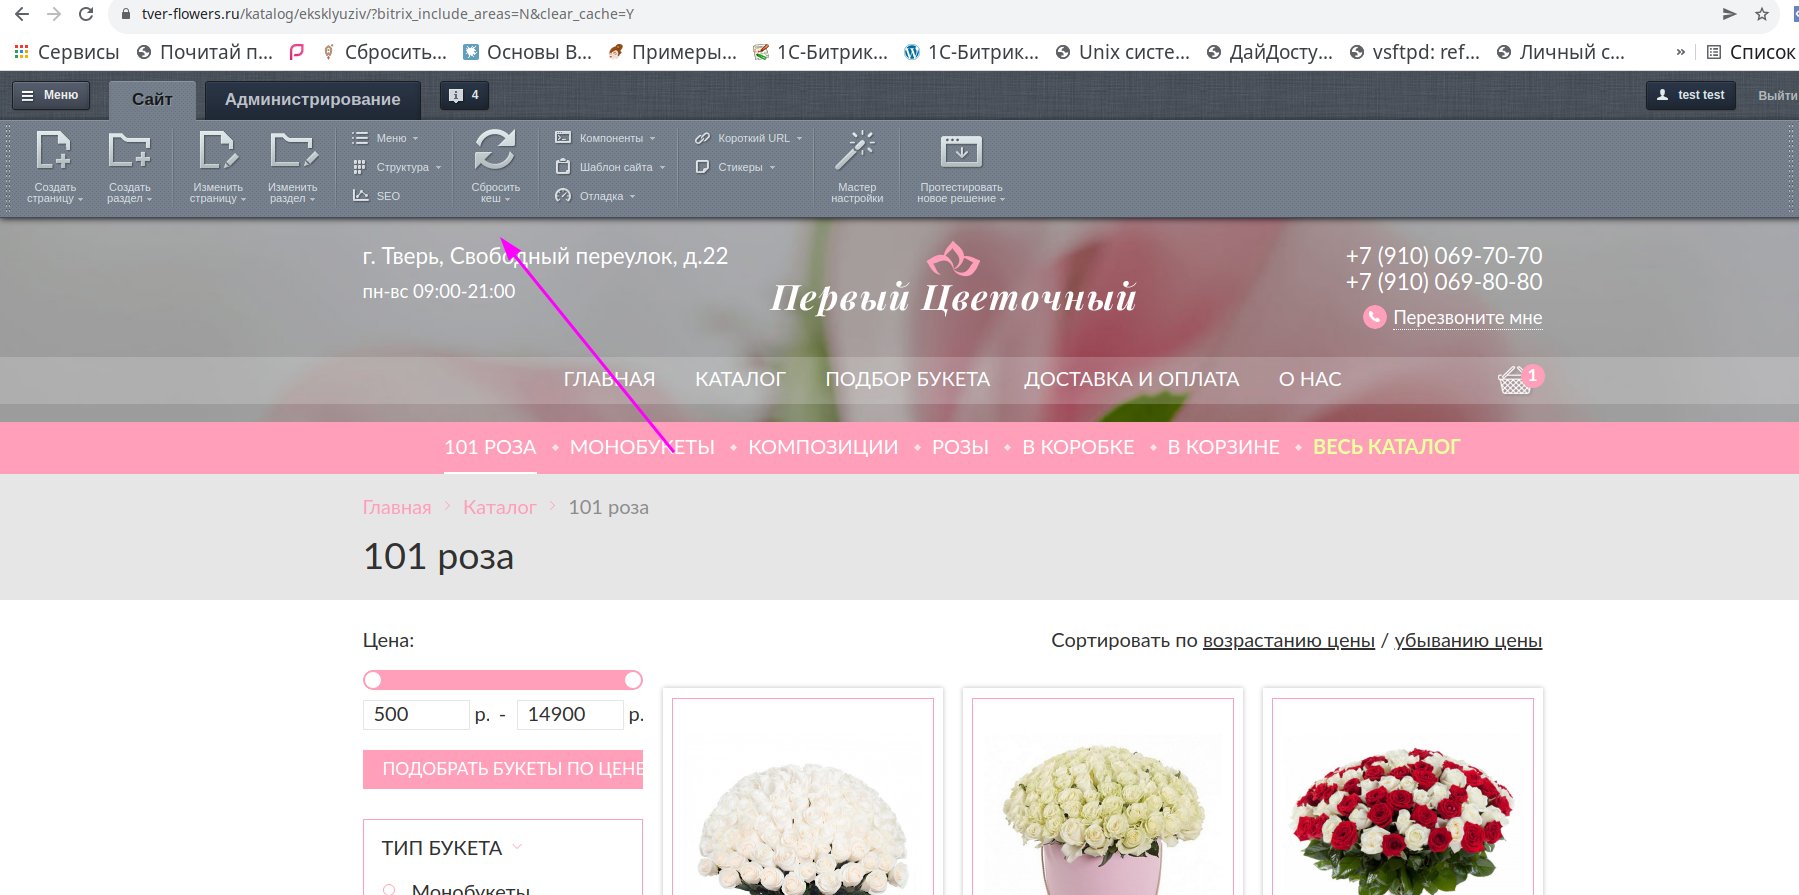 tver-flowers.ru/katalog/eksklyuziv/?bitrix_include_areas=N&clear_cache=Y
Сервисы Почитай п... Сбросить... Основы B... Примеры... 1С-Битрик... 1С-Битрик... Unix систе... ДайДосту... vsftpd: ref... Личный с... » Список
Меню Сайт Администрирование 4 test test Выйти
Создать страницу
Создать раздел
Изменить страницу
Изменить раздел
Меню
Структура
SEO
Сбросить кеш
Компоненты
Шаблон сайта
Отладка
Короткий URL
Стикеры
Мастер настройки
Протестировать новое решение
г. Тверь, Свободный переулок, д.22
пн-вс 09:00-21:00
Первый Цветочный
+7 (910) 069-70-70
+7 (910) 069-80-80
Перезвоните мне
ГЛАВНАЯ КАТАЛОГ ПОДБОР БУКЕТА ДОСТАВКА И ОПЛАТА О НАС 1
101 РОЗА МОНОБУКЕТЫ КОМПОЗИЦИИ РОЗЫ В КОРОБКЕ В КОРЗИНЕ ВЕСЬ КАТАЛОГ
Главная Каталог 101 роза
101 роза
Цена: Сортировать по возрастанию цены / убыванию цены
500 р. - 14900 р.
ПОДОБРАТЬ БУКЕТЫ ПО ЦЕНЕ
ТИП БУКЕТА
Монобукеты